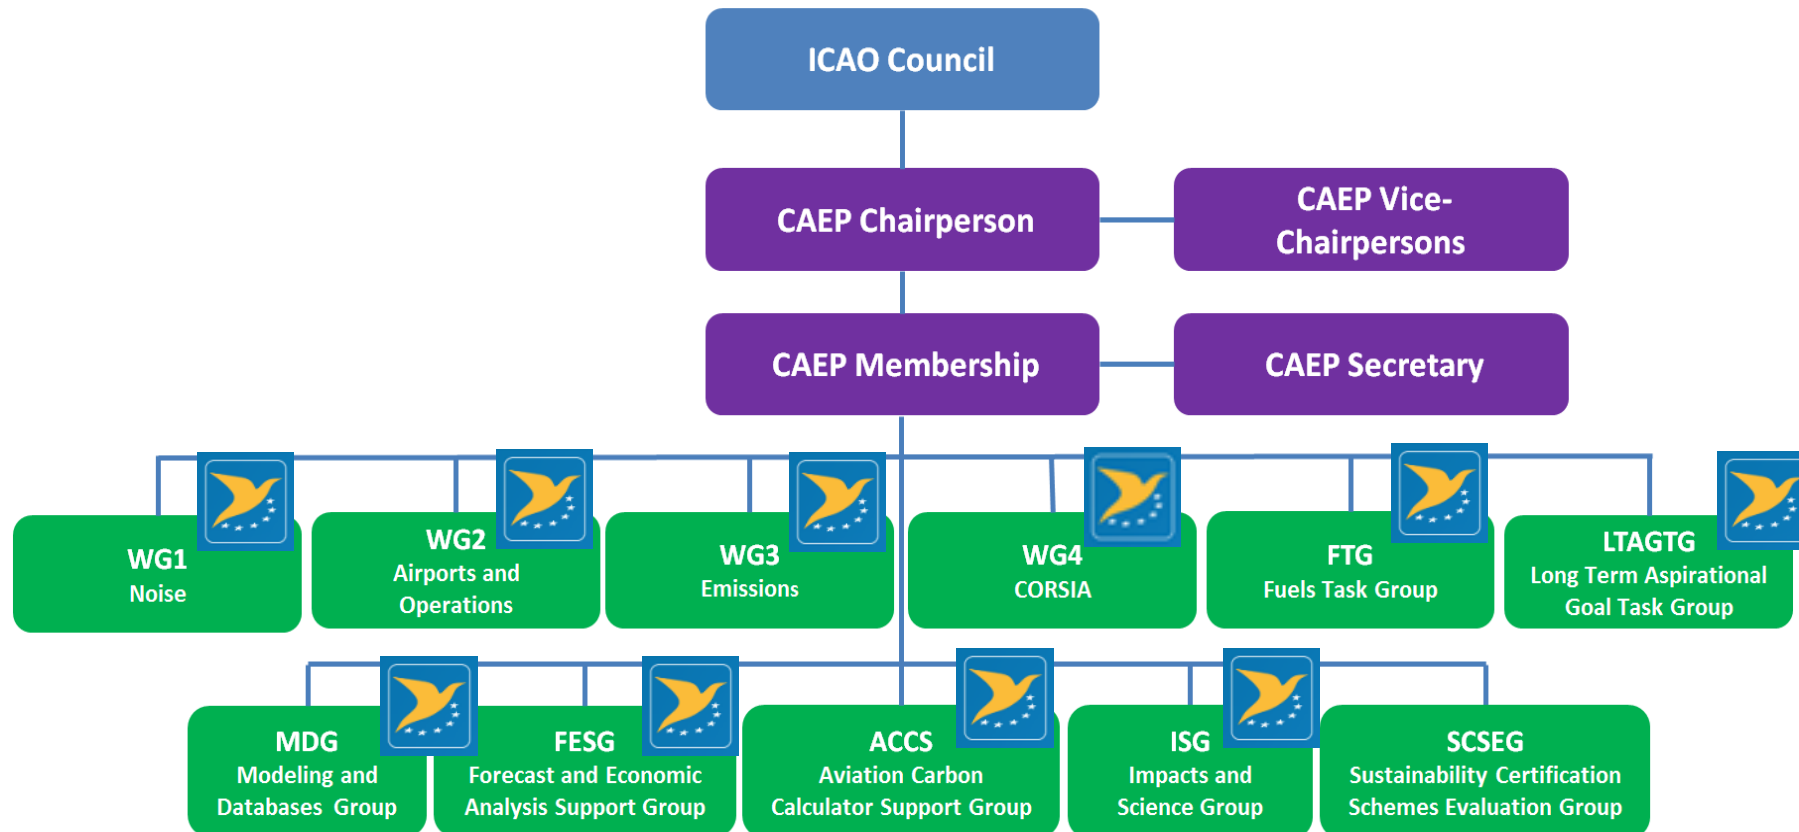 ICAO Council
CAEP Chairperson
CAEP Vice-
Chairpersons
CAEP Membership
CAEP Secretary
WG1
Noise
WG2
Airports and
Operations
WG3
Emissions
WG4
CORSIA
FTG
Fuels Task Group
LTAGTG
Long Term Aspirational
Goal Task Group
MDG
Modeling and
Databases Group
FESG
Forecast and Economic
Analysis Support Group
ACCS
Aviation Carbon
Calculator Support Group
ISG
Impacts and
Science Group
SCSEG
Sustainability Certification
Schemes Evaluation Group